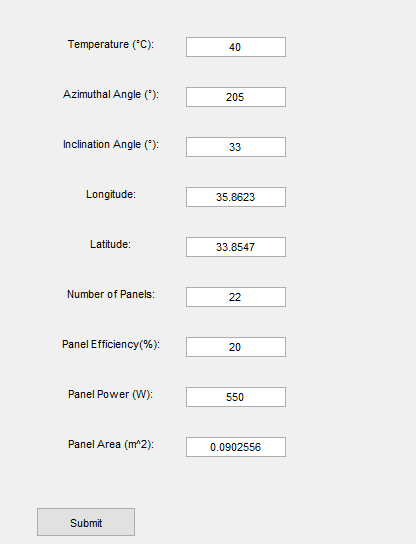 Temperature (°C): 40
Azimuthal Angle (°): 205
Inclination Angle (°): 33
Longitude: 35.8623
Latitude: 33.8547
Number of Panels: 22
Panel Efficiency(%): 20
Panel Power (W): 550
Panel Area (m^2): 0.0902556
Submit